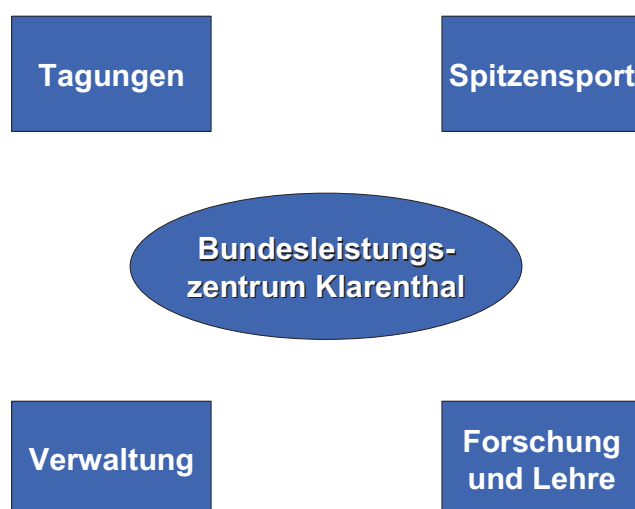 Tagungen
Spitzensport
Bundesleistungs-
zentrum Klarenthal
Verwaltung
Forschung
und Lehre